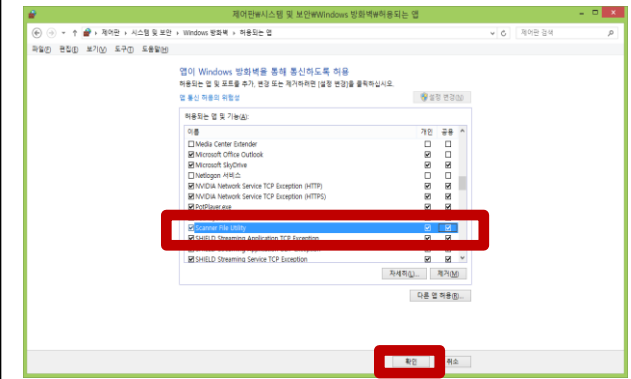 제어판₩시스템 및 보안₩Windows 방화벽₩허용되는 앱
제어판 › 시스템 및 보안 › Windows 방화벽 › 허용되는 앱
제어판 검색
파일(F) 편집(E) 보기(V) 도구(T) 도움말(H)
앱이 Windows 방화벽을 통해 통신하도록 허용
허용되는 앱 및 포트를 추가, 변경 또는 제거하려면 [설정 변경]을 클릭하십시오.
앱 통신 허용의 위험성
설정 변경(N)
허용되는 앱 및 기능(A):
이름 개인 공용
Media Center Extender
Microsoft Office Outlook
Microsoft SkyDrive
Netlogon 서비스
NVIDIA Network Service TCP Exception (HTTP)
NVIDIA Network Service TCP Exception (HTTPS)
PotPlayer.exe
Scanner File Utility
SHIELD Streaming Application TCP Exception
SHIELD Streaming Service TCP Exception
자세히(L)... 제거(M)
다른 앱 허용(R)...
확인 취소